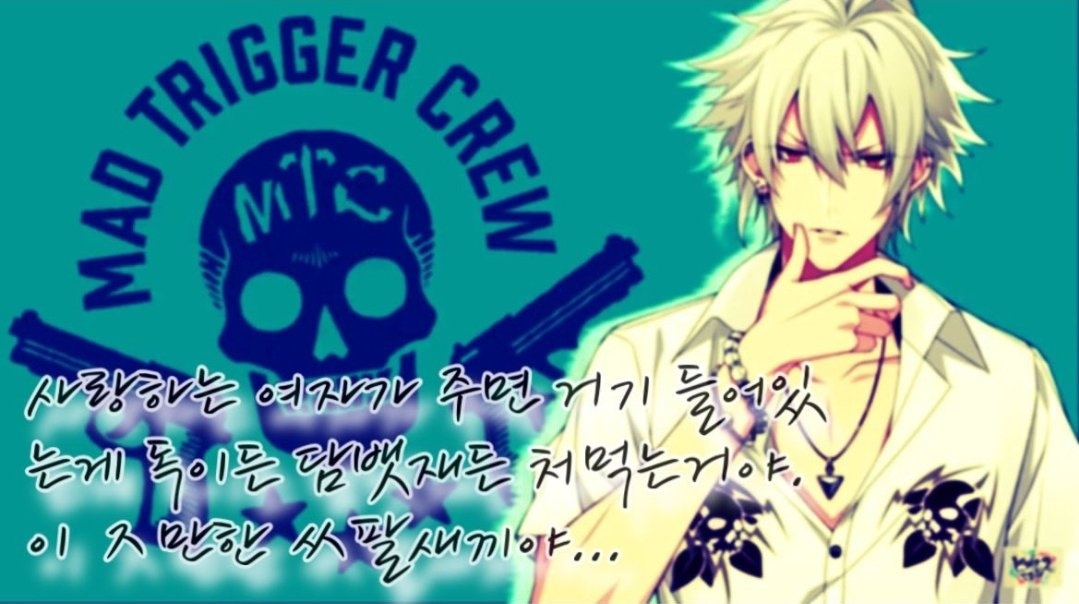 MAD TRIGGER CREW
MTC
사랑하는 여자가 주면 거기 들어있
는게 독이든 담뱃재든 처먹는거야.
이 ㅈ만한 쓰팔새끼야...